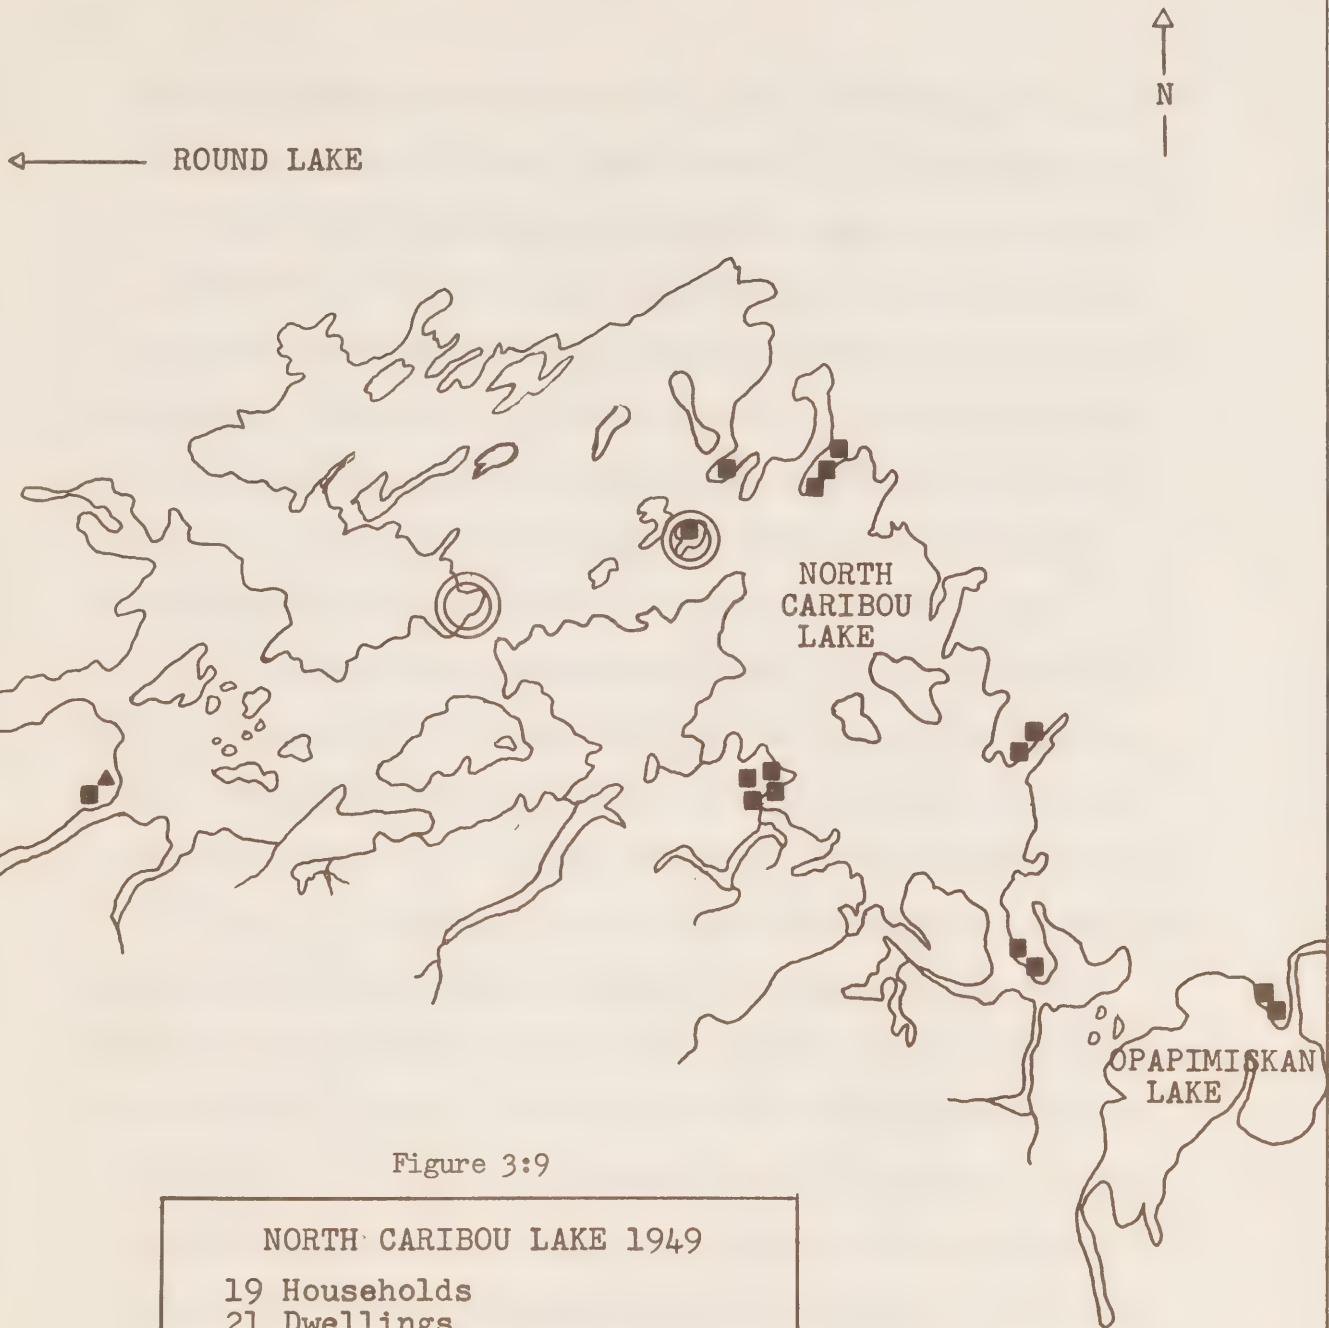 N
ROUND LAKE
NORTH
CARIBOU
LAKE
OPAPIMISKAN
LAKE
Figure 3:9
NORTH CARIBOU LAKE 1949
19 Households
21 Dwellings